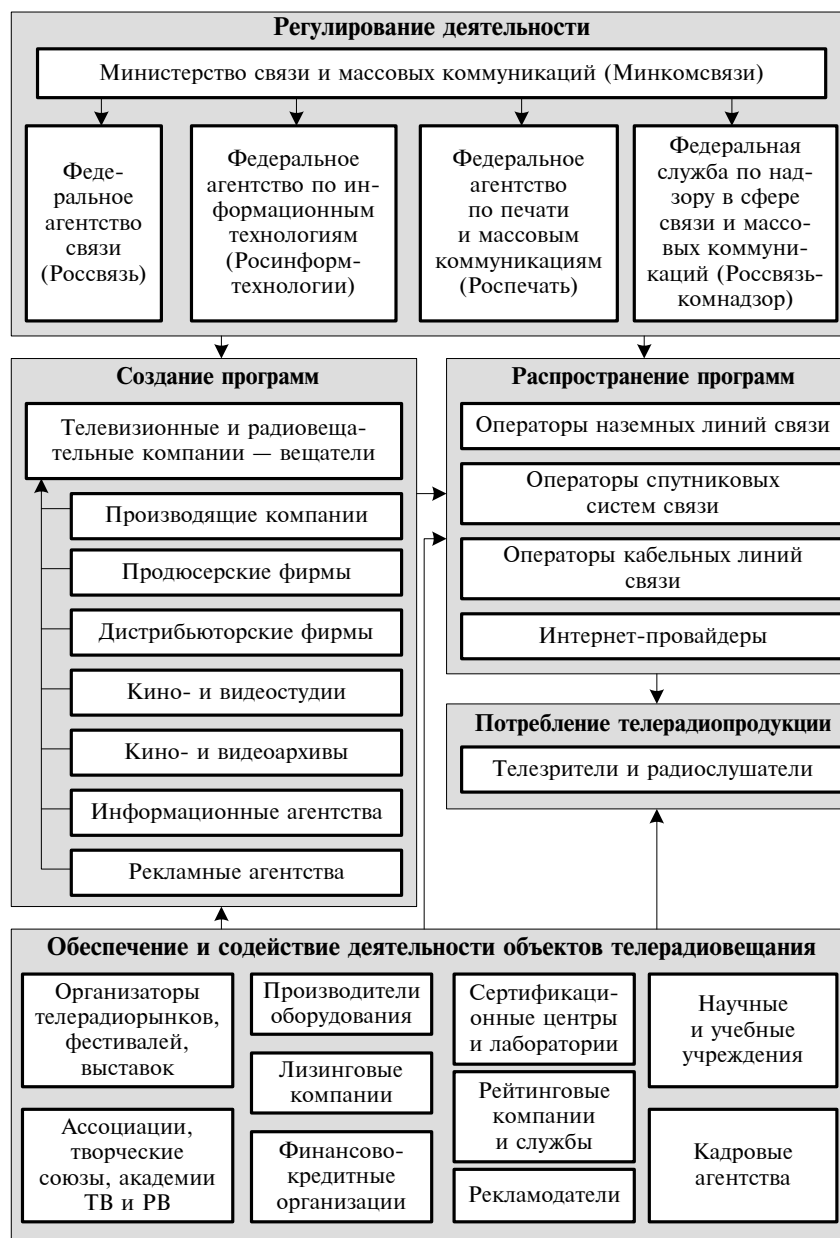 Регулирование деятельности
Министерство связи и массовых коммуникаций (Минкомсвязи)
Феде-
ральное
агентство
связи
(Россвязь)
Федеральное
агентство по ин-
формационным
технологиям
(Росинформ-
технологии)
Федеральное
агентство
по печати
и массовым
коммуникациям
(Роспечать)
Федеральная
служба по над-
зору в сфере
связи и массо-
вых коммуни-
каций (Россвязь-
комнадзор)
Создание программ
Телевизионные и радиовеща-
тельные компании — вещатели
Производящие компании
Продюсерские фирмы
Дистрибьюторские фирмы
Кино- и видеостудии
Кино- и видеоархивы
Информационные агентства
Рекламные агентства
Распространение программ
Операторы наземных линий связи
Операторы спутниковых
систем связи
Операторы кабельных линий
связи
Интернет-провайдеры
Потребление телерадиопродукции
Телезрители и радиослушатели
Обеспечение и содействие деятельности объектов телерадиовещания
Организаторы
телерадиорынков,
фестивалей,
выставок
Ассоциации,
творческие
союзы, академии
ТВ и РВ
Производители
оборудования
Лизинговые
компании
Финансово-
кредитные
организации
Сертификаци-
онные центры
и лаборатории
Рейтинговые
компании
и службы
Рекламодатели
Научные
и учебные
учреждения
Кадровые
агентства